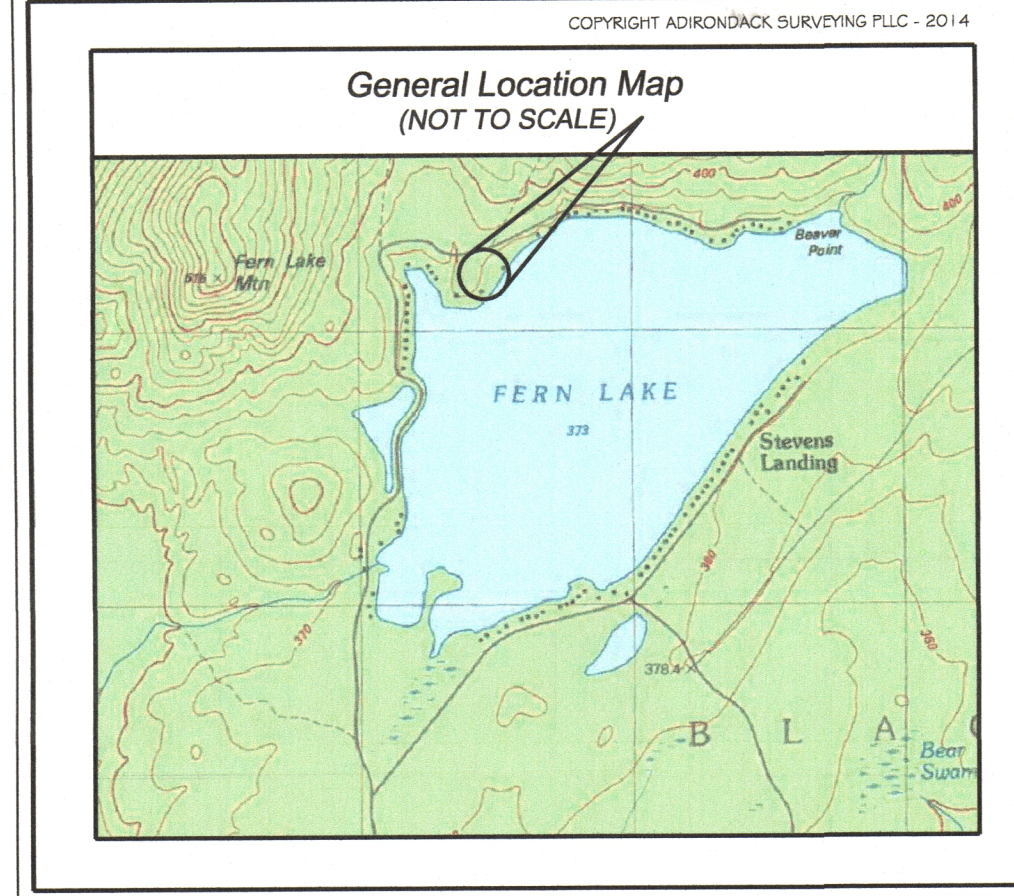 COPYRIGHT ADIRONDACK SURVEYING PLLC - 2014
General Location Map
(NOT TO SCALE)
400
400
Beaver
Point
Fern Lake
Mtn
FERN LAKE
373
Stevens
Landing
380
370
360
378.4
B L A
Bear
Swam